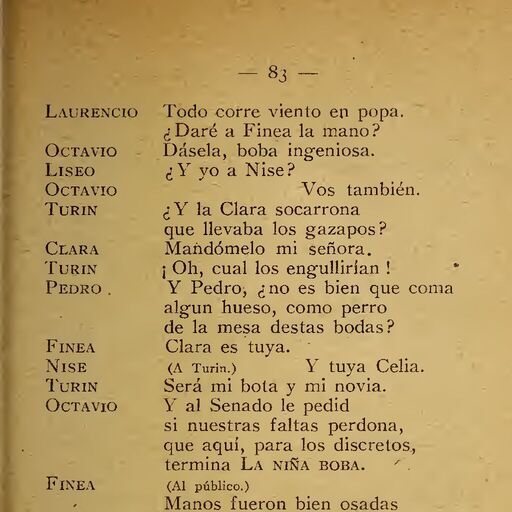 — 83 —
LAURENCIO Todo corre viento en popa.
¿Daré a Finea la mano?
OCTAVIO Dásela, boba ingeniosa.
LISEO ¿Y yo a Nise?
OCTAVIO Vos también.
TURIN ¿Y la Clara socarrona
que llevaba los gazapos?
CLARA Mandómelo mi señora.
TURIN ¡Oh, cual los engullirían!
PEDRO. Y Pedro, ¿no es bien que coma
algun hueso, como perro
de la mesa destas bodas?
FINEA Clara es tuya.
NISE (A Turin.) Y tuya Celia.
TURIN Será mi bota y mi novia.
OCTAVIO Y al Senado le pedid
si nuestras faltas perdona,
que aquí, para los discretos,
termina LA NIÑA BOBA.
FINEA (Al público.)
Manos fueron bien osadas